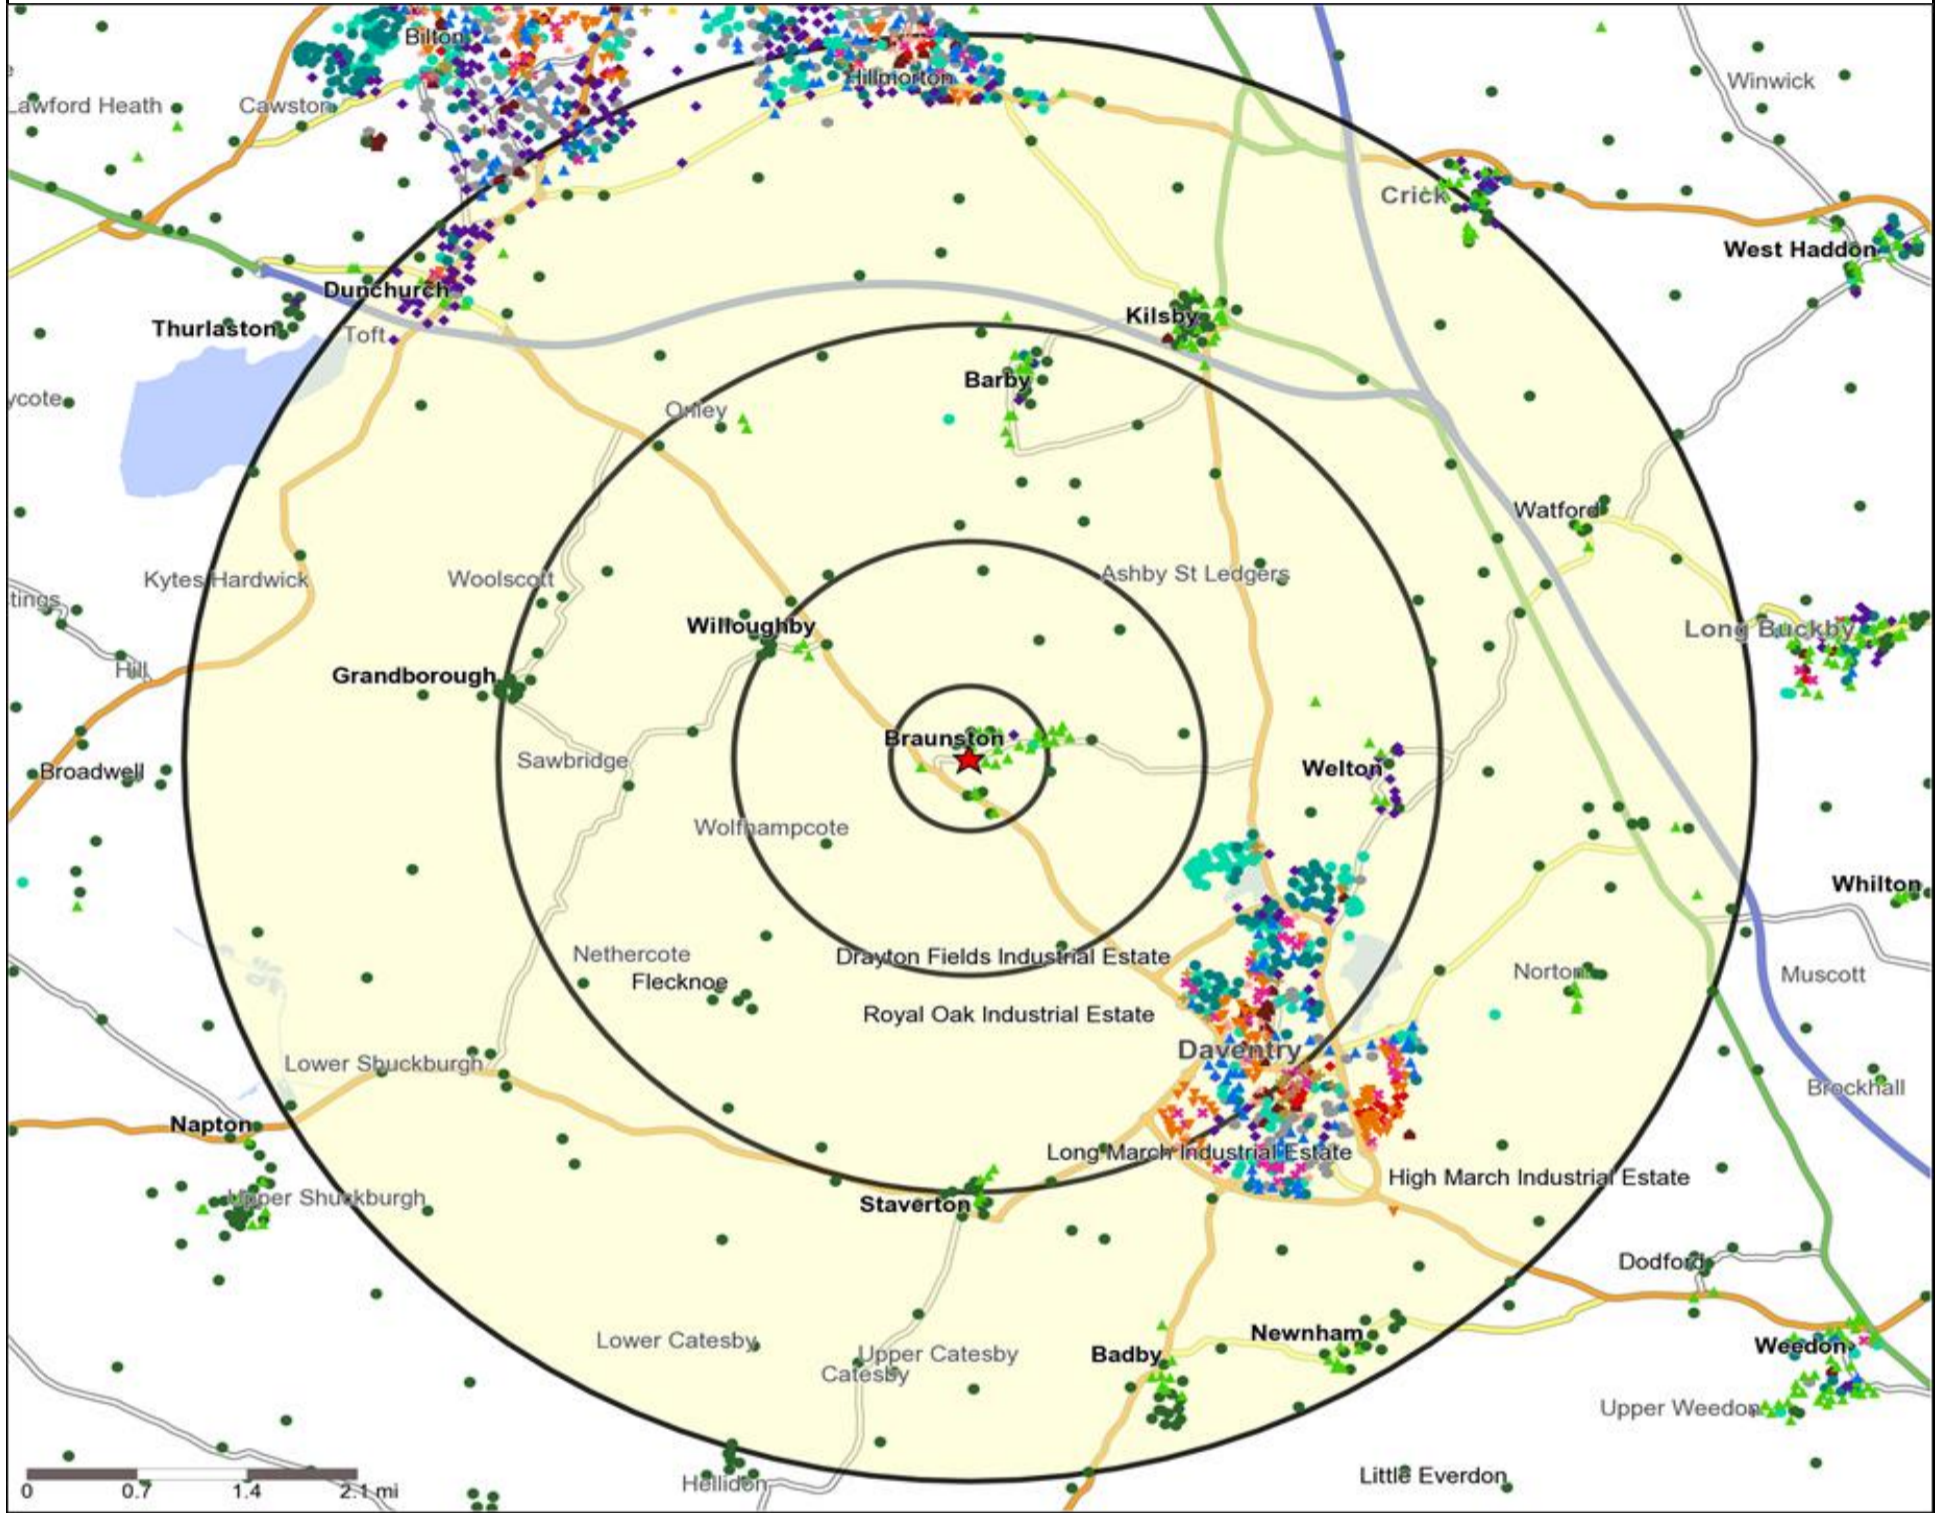 Bilton
Hillmorton
Lawford Heath
Cawston
Winwick
Crick
West Haddon
Dunchurch
Thurlaston
Toft
Kilsby
Barby
ycote
Onley
Watford
Kytes Hardwick
Woolscott
Ashby St Ledgers
tings
Willoughby
Long Buckby
Hill
Grandborough
Braunston
Sawbridge
Broadwell
Welton
Wolfhampcote
Whilton
Nethercote
Drayton Fields Industrial Estate
Flecknoe
Norton
Muscott
Royal Oak Industrial Estate
Daventry
Lower Shuckburgh
Brockhall
Napton
Long March Industrial Estate
High March Industrial Estate
Upper Shuckburgh
Staverton
Dodford
Lower Catesby
Newnham
Weedon
Upper Catesby
Badby
Catesby
Upper Weedon
Hellidon
Little Everdon
0 0.7 1.4 2.1 mi